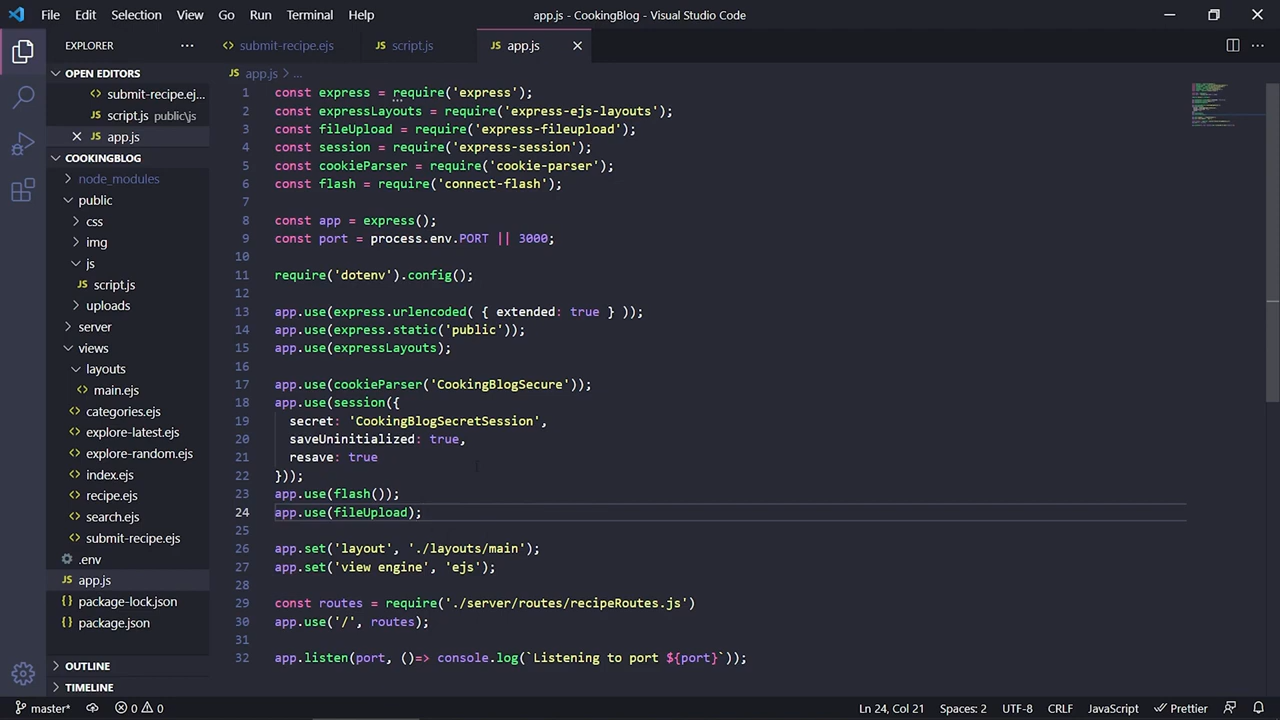 File Edit Selection View Go Run Terminal Help app.js - CookingBlog - Visual Studio Code
EXPLORER ... submit-recipe.ejs script.js app.js
OPEN EDITORS
submit-recipe.ej...
script.js public\js
app.js
COOKINGBLOG
node_modules
public
css
img
js
script.js
uploads
server
views
layouts
main.ejs
categories.ejs
explore-latest.ejs
explore-random.ejs
index.ejs
recipe.ejs
search.ejs
submit-recipe.ejs
.env
app.js
package-lock.json
package.json
OUTLINE
TIMELINE
JS app.js > ...
1 const express = require('express');
2 const expressLayouts = require('express-ejs-layouts');
3 const fileUpload = require('express-fileupload');
4 const session = require('express-session');
5 const cookieParser = require('cookie-parser');
6 const flash = require('connect-flash');
7
8 const app = express();
9 const port = process.env.PORT || 3000;
10
11 require('dotenv').config();
12
13 app.use(express.urlencoded( { extended: true } ));
14 app.use(express.static('public'));
15 app.use(expressLayouts);
16
17 app.use(cookieParser('CookingBlogSecure'));
18 app.use(session({
19 secret: 'CookingBlogSecretSession',
20 saveUninitialized: true,
21 resave: true
22 }));
23 app.use(flash());
24 app.use(fileUpload);
25
26 app.set('layout', './layouts/main');
27 app.set('view engine', 'ejs');
28
29 const routes = require('./server/routes/recipeRoutes.js')
30 app.use('/', routes);
31
32 app.listen(port, ()=> console.log(`Listening to port ${port}`));
master* 0 0 Ln 24, Col 21 Spaces: 2 UTF-8 CRLF JavaScript Prettier